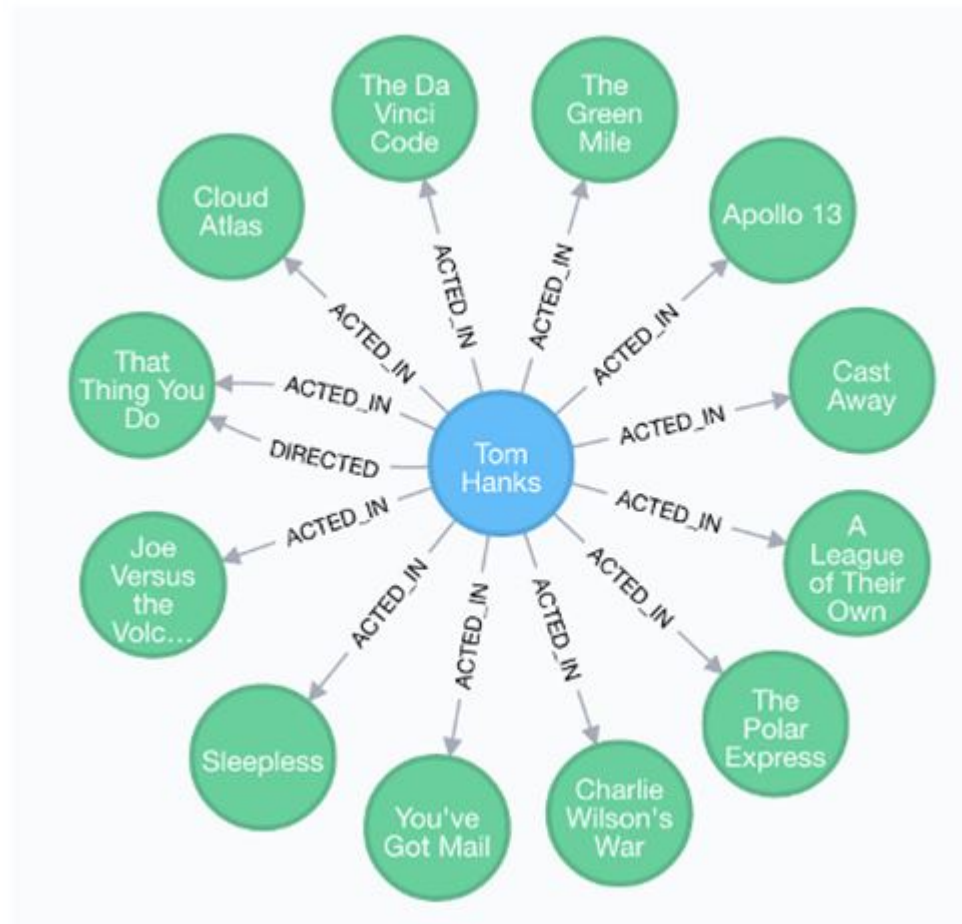 The Da
Vinci
Code
The
Green
Mile
Cloud
Atlas
Apollo 13
ACTED_IN
ACTED_IN
ACTED_IN
ACTED_IN
That
Thing You
Do
ACTED_IN
Cast
Away
ACTED_IN
DIRECTED
Tom
Hanks
ACTED_IN
ACTED_IN
Joe
Versus
the
Volc...
A
League
of Their
Own
ACTED_IN
ACTED_IN
ACTED_IN
ACTED_IN
Sleepless
The
Polar
Express
You've
Got Mail
Charlie
Wilson's
War